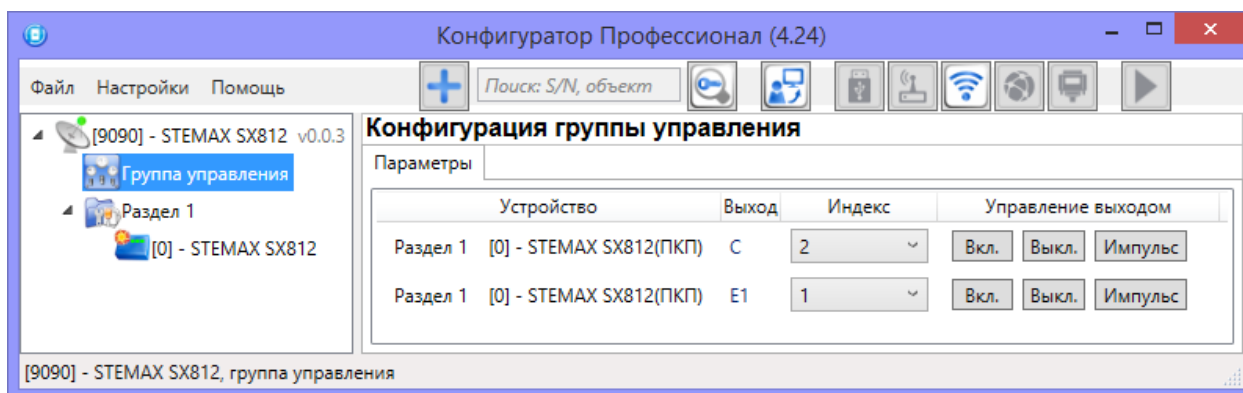 Конфигуратор Профессионал (4.24)
Файл Настройки Помощь Поиск: S/N, объект
[9090] - STEMAX SX812 v0.0.3
Группа управления
Раздел 1
[0] - STEMAX SX812
Конфигурация группы управления
Параметры
Устройство Выход Индекс Управление выходом
Раздел 1 [0] - STEMAX SX812(ПКП) C 2 Вкл. Выкл. Импульс
Раздел 1 [0] - STEMAX SX812(ПКП) E1 1 Вкл. Выкл. Импульс
[9090] - STEMAX SX812, группа управления